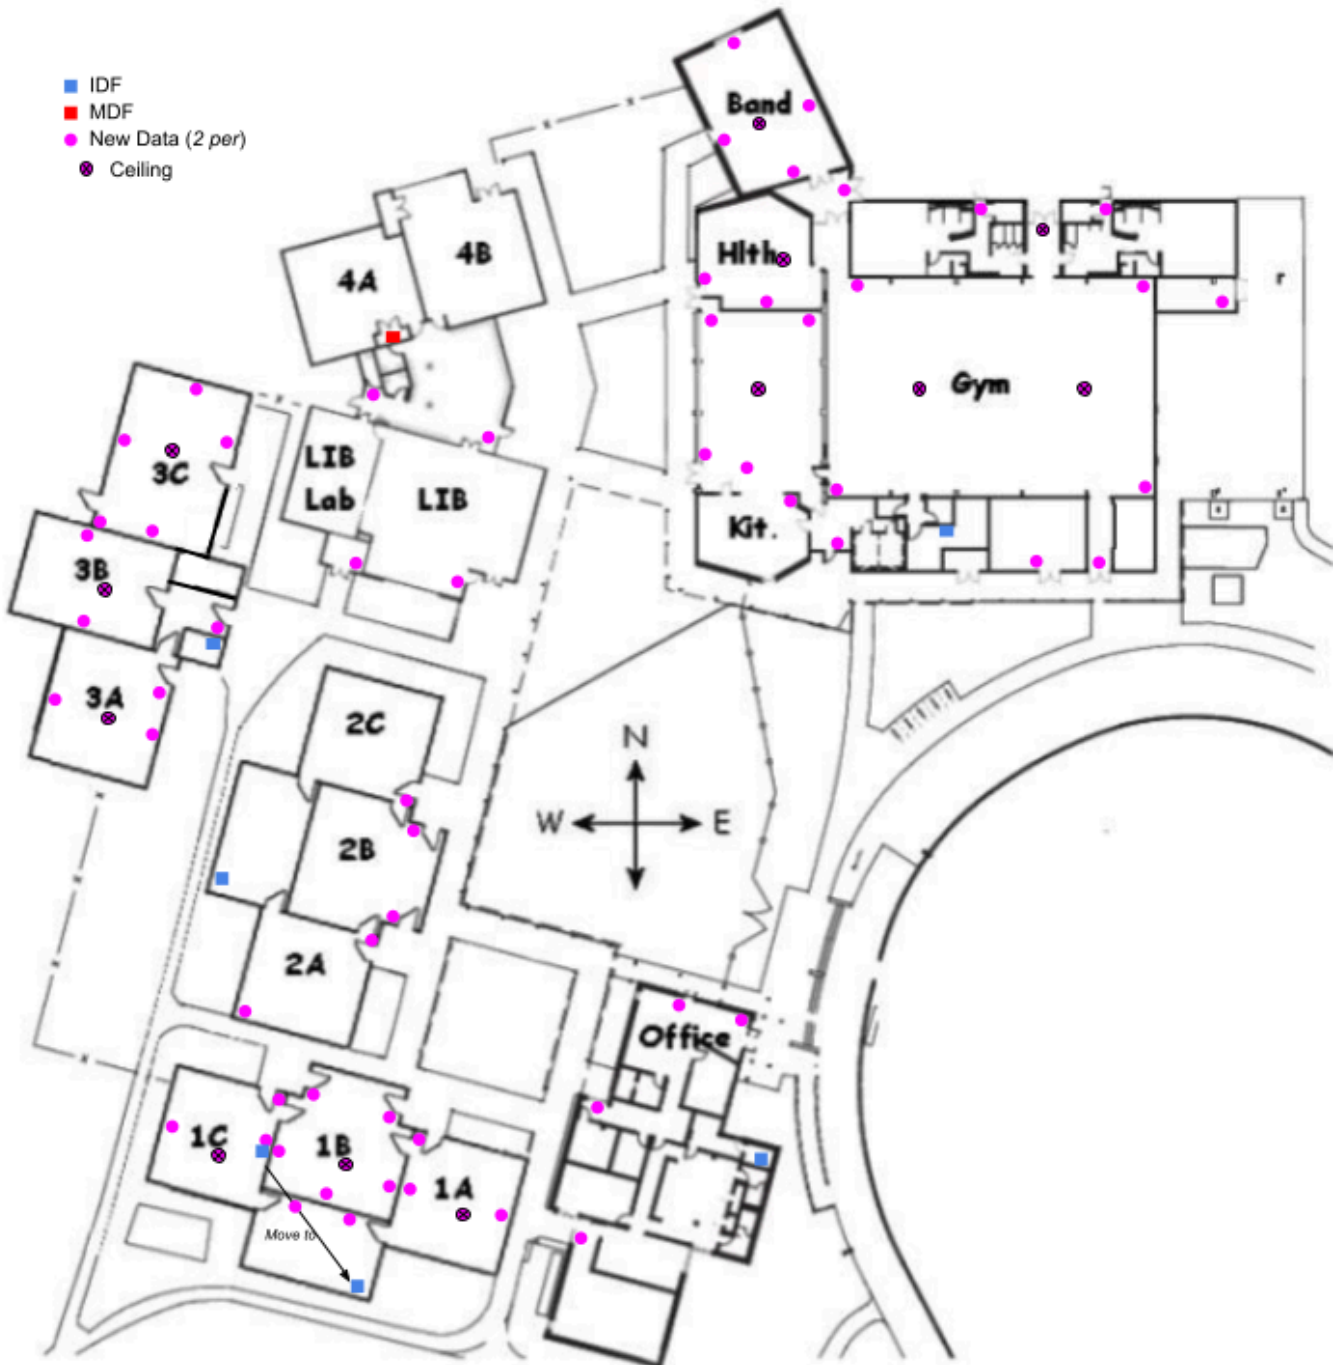 IDF
MDF
New Data (2 per)
Ceiling
Band
4B
Hlth
4A
Gym
3C
LIB
Lab
LIB
Kit.
3B
3A
2C
N
W
E
2B
2A
Office
1C
1B
1A
Move to